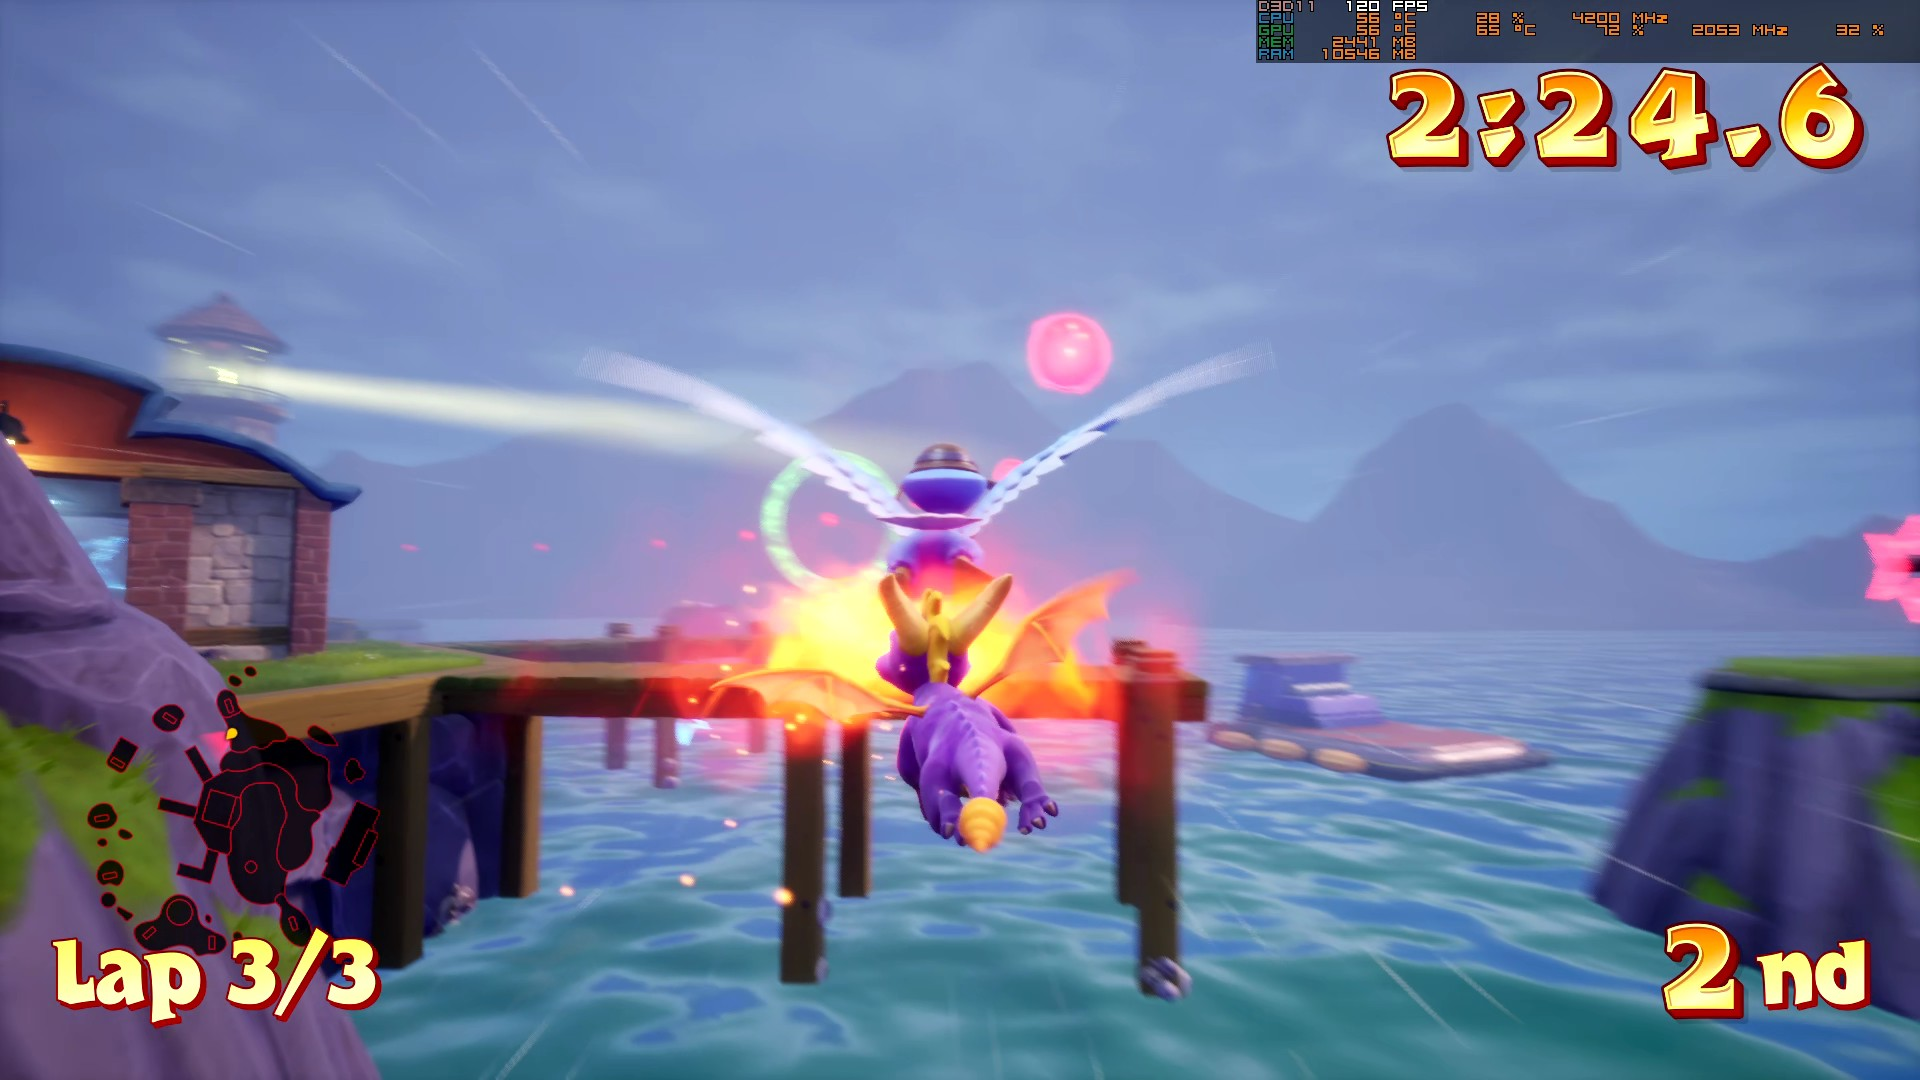 D3D11 120 FPS
CPU 56 °C 28 % 4200 MHz
GPU 56 °C 65 °C 72 % 2053 MHz 32 %
MEM 2441 MB
RAM 10546 MB
2:24.6
Lap 3/3
2nd